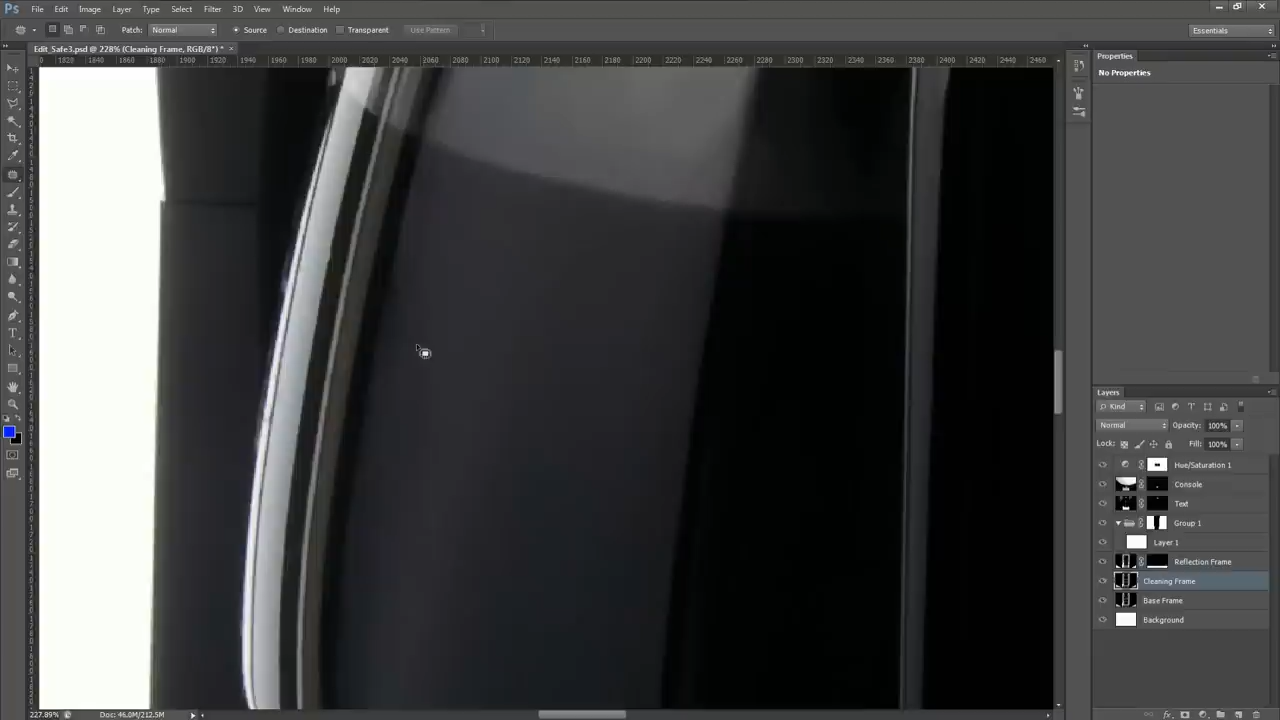 Ps File Edit Image Layer Type Select Filter 3D View Window Help
Patch: Normal Source Destination Transparent Use Pattern Essentials
Edit_Safe3.psd @ 228% (Cleaning Frame, RGB/8*) * ×
0 1820 1840 1860 1880 1900 1920 1940 1960 1980 2000 2020 2040 2060 2080 2100 2120 2140 2160 2180 2200 2220 2240 2260 2280 2300 2320 2340 2360 2380 2400 2420 2440 2460
Properties
No Properties
Layers
Kind
Normal Opacity: 100%
Lock: Fill: 100%
Hue/Saturation 1
Console
Text
Group 1
Layer 1
Reflection Frame
Cleaning Frame
Base Frame
Background
fx
227.89% Doc: 46.0M/212.5M